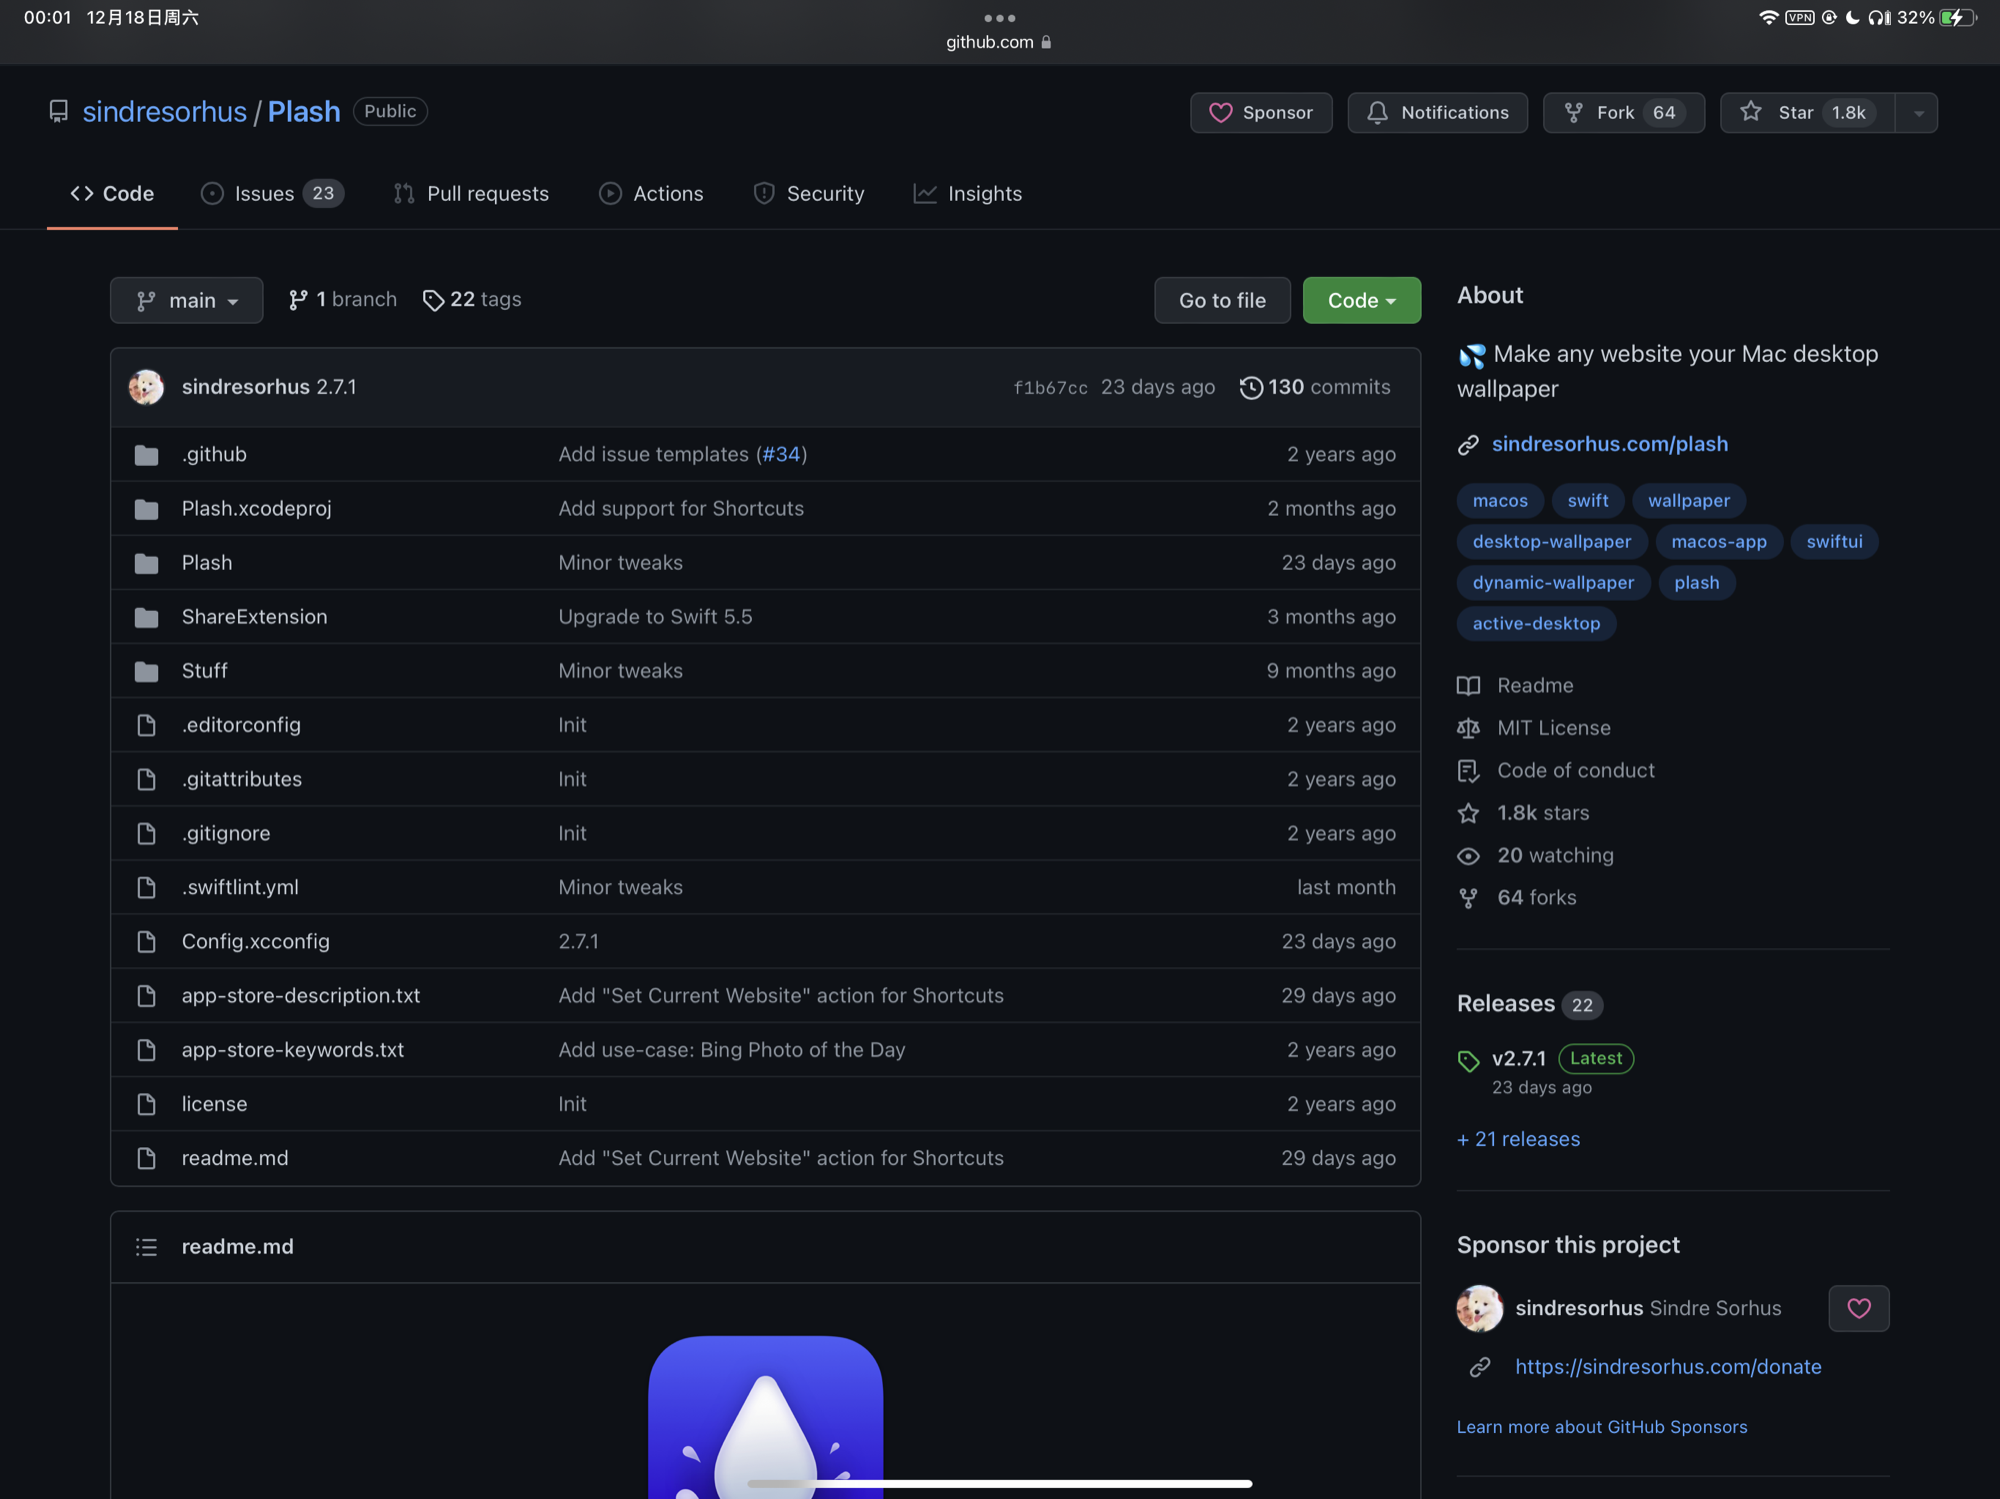 00:01 12月18日周六
VPN 32%
github.com
sindresorhus / Plash Public
Sponsor Notifications Fork 64 Star 1.8k
Code Issues 23 Pull requests Actions Security Insights
main 1 branch 22 tags Go to file Code
sindresorhus 2.7.1 f1b67cc 23 days ago 130 commits
.github Add issue templates (#34) 2 years ago
Plash.xcodeproj Add support for Shortcuts 2 months ago
Plash Minor tweaks 23 days ago
ShareExtension Upgrade to Swift 5.5 3 months ago
Stuff Minor tweaks 9 months ago
.editorconfig Init 2 years ago
.gitattributes Init 2 years ago
.gitignore Init 2 years ago
.swiftlint.yml Minor tweaks last month
Config.xcconfig 2.7.1 23 days ago
app-store-description.txt Add "Set Current Website" action for Shortcuts 29 days ago
app-store-keywords.txt Add use-case: Bing Photo of the Day 2 years ago
license Init 2 years ago
readme.md Add "Set Current Website" action for Shortcuts 29 days ago
readme.md
About
💦 Make any website your Mac desktop
wallpaper
sindresorhus.com/plash
macos swift wallpaper
desktop-wallpaper macos-app swiftui
dynamic-wallpaper plash
active-desktop
Readme
MIT License
Code of conduct
1.8k stars
20 watching
64 forks
Releases 22
v2.7.1 Latest
23 days ago
+ 21 releases
Sponsor this project
sindresorhus Sindre Sorhus
https://sindresorhus.com/donate
Learn more about GitHub Sponsors